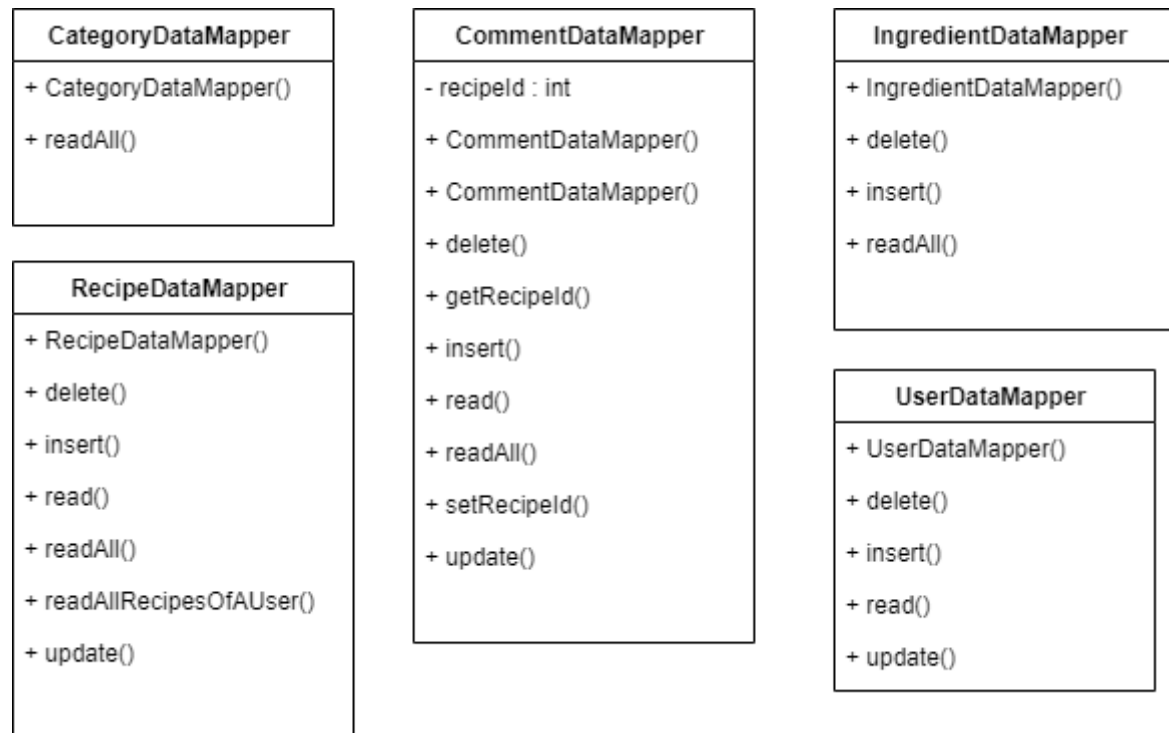 CategoryDataMapper
+ CategoryDataMapper()
+ readAll()
RecipeDataMapper
+ RecipeDataMapper()
+ delete()
+ insert()
+ read()
+ readAll()
+ readAllRecipesOfAUser()
+ update()
CommentDataMapper
- recipeId : int
+ CommentDataMapper()
+ CommentDataMapper()
+ delete()
+ getRecipeId()
+ insert()
+ read()
+ readAll()
+ setRecipeId()
+ update()
IngredientDataMapper
+ IngredientDataMapper()
+ delete()
+ insert()
+ readAll()
UserDataMapper
+ UserDataMapper()
+ delete()
+ insert()
+ read()
+ update()